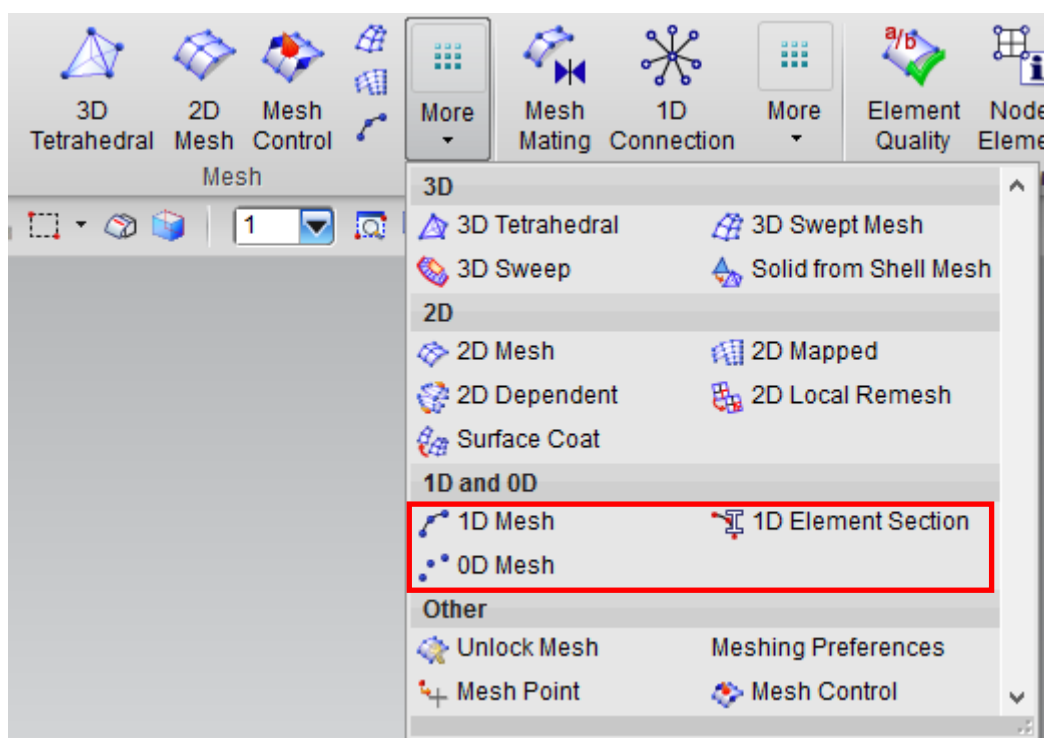 3D Tetrahedral
2D Mesh
Mesh Control
More
Mesh Mating
1D Connection
More
a/b
Element Quality
Mesh
1
3D
3D Tetrahedral
3D Swept Mesh
3D Sweep
Solid from Shell Mesh
2D
2D Mesh
2D Mapped
2D Dependent
2D Local Remesh
Surface Coat
1D and 0D
1D Mesh
1D Element Section
0D Mesh
Other
Unlock Mesh
Meshing Preferences
Mesh Point
Mesh Control